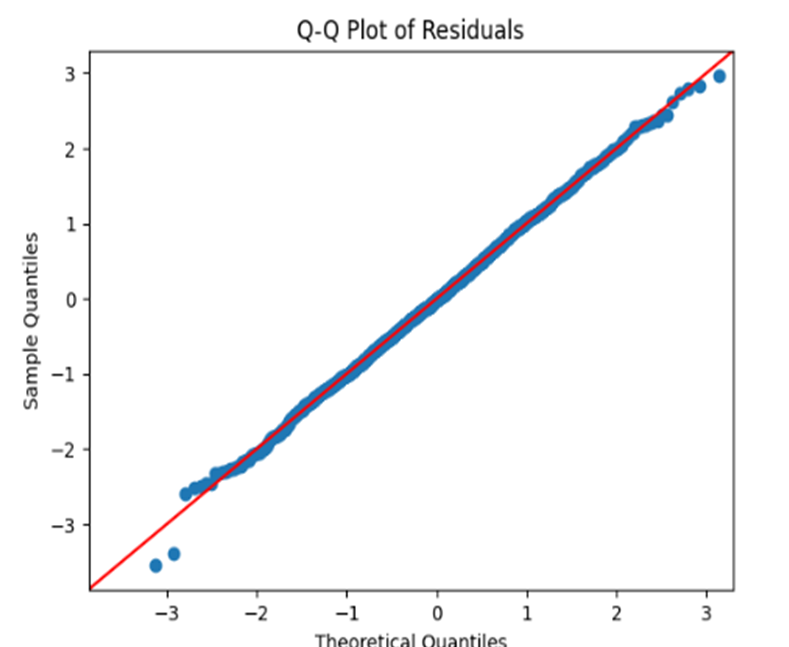 Q-Q Plot of Residuals
3
2
1
0
−1
−2
−3
Sample Quantiles
−3 −2 −1 0 1 2 3
Theoretical Quantiles